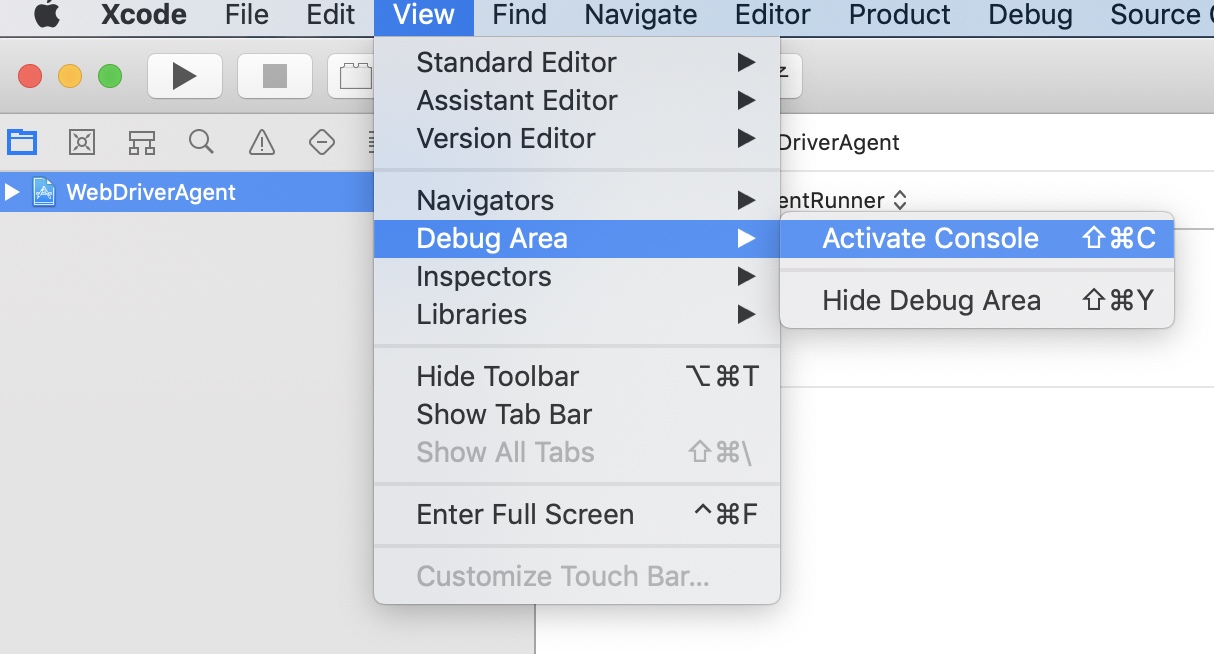 Xcode File Edit View Find Navigate Editor Product Debug Source
Standard Editor ▶
Assistant Editor ▶
Version Editor ▶
DriverAgent
WebDriverAgent
Navigators ▶
entRunner
Debug Area ▶
Activate Console ⇧⌘C
Inspectors ▶
Hide Debug Area ⇧⌘Y
Libraries ▶
Hide Toolbar ⌥⌘T
Show Tab Bar
Show All Tabs ⇧⌘\
Enter Full Screen ^⌘F
Customize Touch Bar...